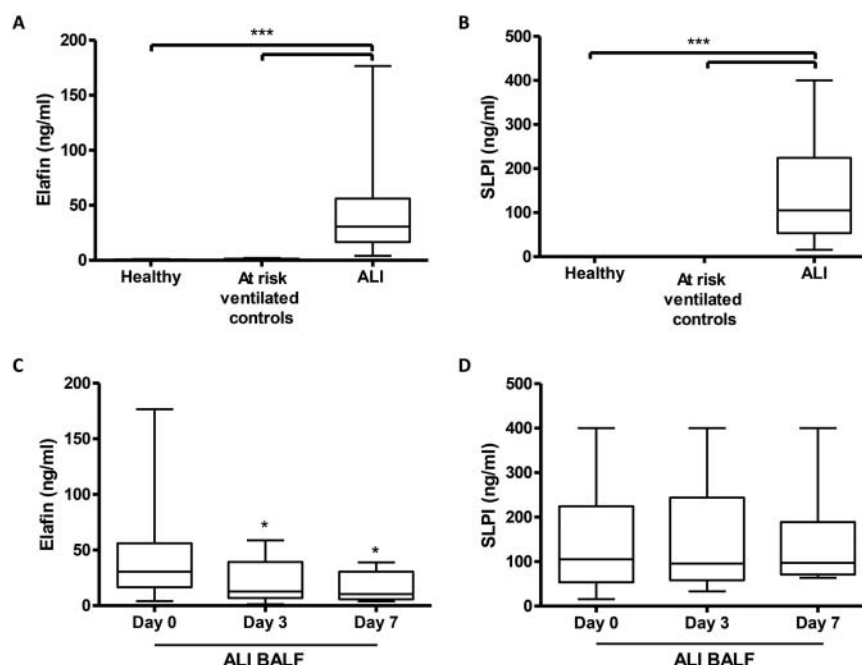 A
***
200
150
100
50
0
Elafin (ng/ml)
Healthy
At risk
ventilated
controls
ALI
B
***
500
400
300
200
100
0
SLPI (ng/ml)
Healthy
At risk
ventilated
controls
ALI
C
200
150
100
50
0
Elafin (ng/ml)
*
*
Day 0 Day 3 Day 7
ALI BALF
D
500
400
300
200
100
0
SLPI (ng/ml)
Day 0 Day 3 Day 7
ALI BALF